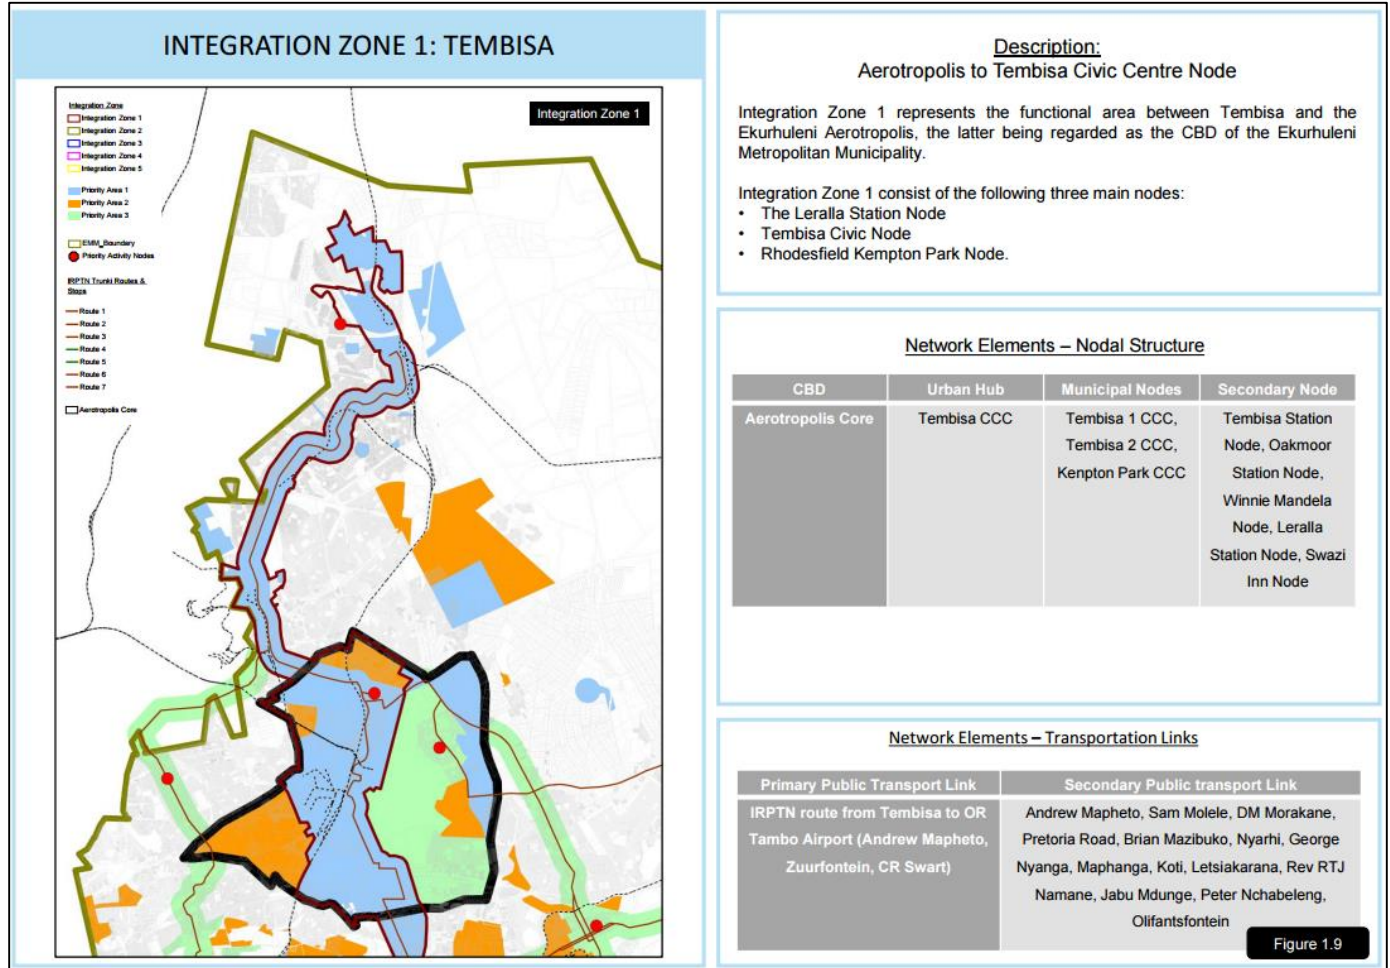 INTEGRATION ZONE 1: TEMBISA
Integration Zone 1
Integration Zone
Integration Zone 1
Integration Zone 2
Integration Zone 3
Integration Zone 4
Integration Zone 5
Priority Area 1
Priority Area 2
Priority Area 3
EMM_Boundary
Priority Activity Nodes
IRPTN Trunki Routes &
Stops
Route 1
Route 2
Route 3
Route 4
Route 5
Route 6
Route 7
Aerotropolis Core
Description:
Aerotropolis to Tembisa Civic Centre Node
Integration Zone 1 represents the functional area between Tembisa and the
Ekurhuleni Aerotropolis, the latter being regarded as the CBD of the Ekurhuleni
Metropolitan Municipality.
Integration Zone 1 consist of the following three main nodes:
• The Leralla Station Node
• Tembisa Civic Node
• Rhodesfield Kempton Park Node.
Network Elements – Nodal Structure
CBD Urban Hub Municipal Nodes Secondary Node
Aerotropolis Core Tembisa CCC Tembisa 1 CCC, Tembisa Station
Tembisa 2 CCC, Node, Oakmoor
Kenpton Park CCC Station Node,
Winnie Mandela
Node, Leralla
Station Node, Swazi
Inn Node
Network Elements – Transportation Links
Primary Public Transport Link Secondary Public transport Link
IRPTN route from Tembisa to OR Andrew Mapheto, Sam Molele, DM Morakane,
Tambo Airport (Andrew Mapheto, Pretoria Road, Brian Mazibuko, Nyarhi, George
Zuurfontein, CR Swart) Nyanga, Maphanga, Koti, Letsiakarana, Rev RTJ
Namane, Jabu Mdunge, Peter Nchabeleng,
Olifantsfontein
Figure 1.9